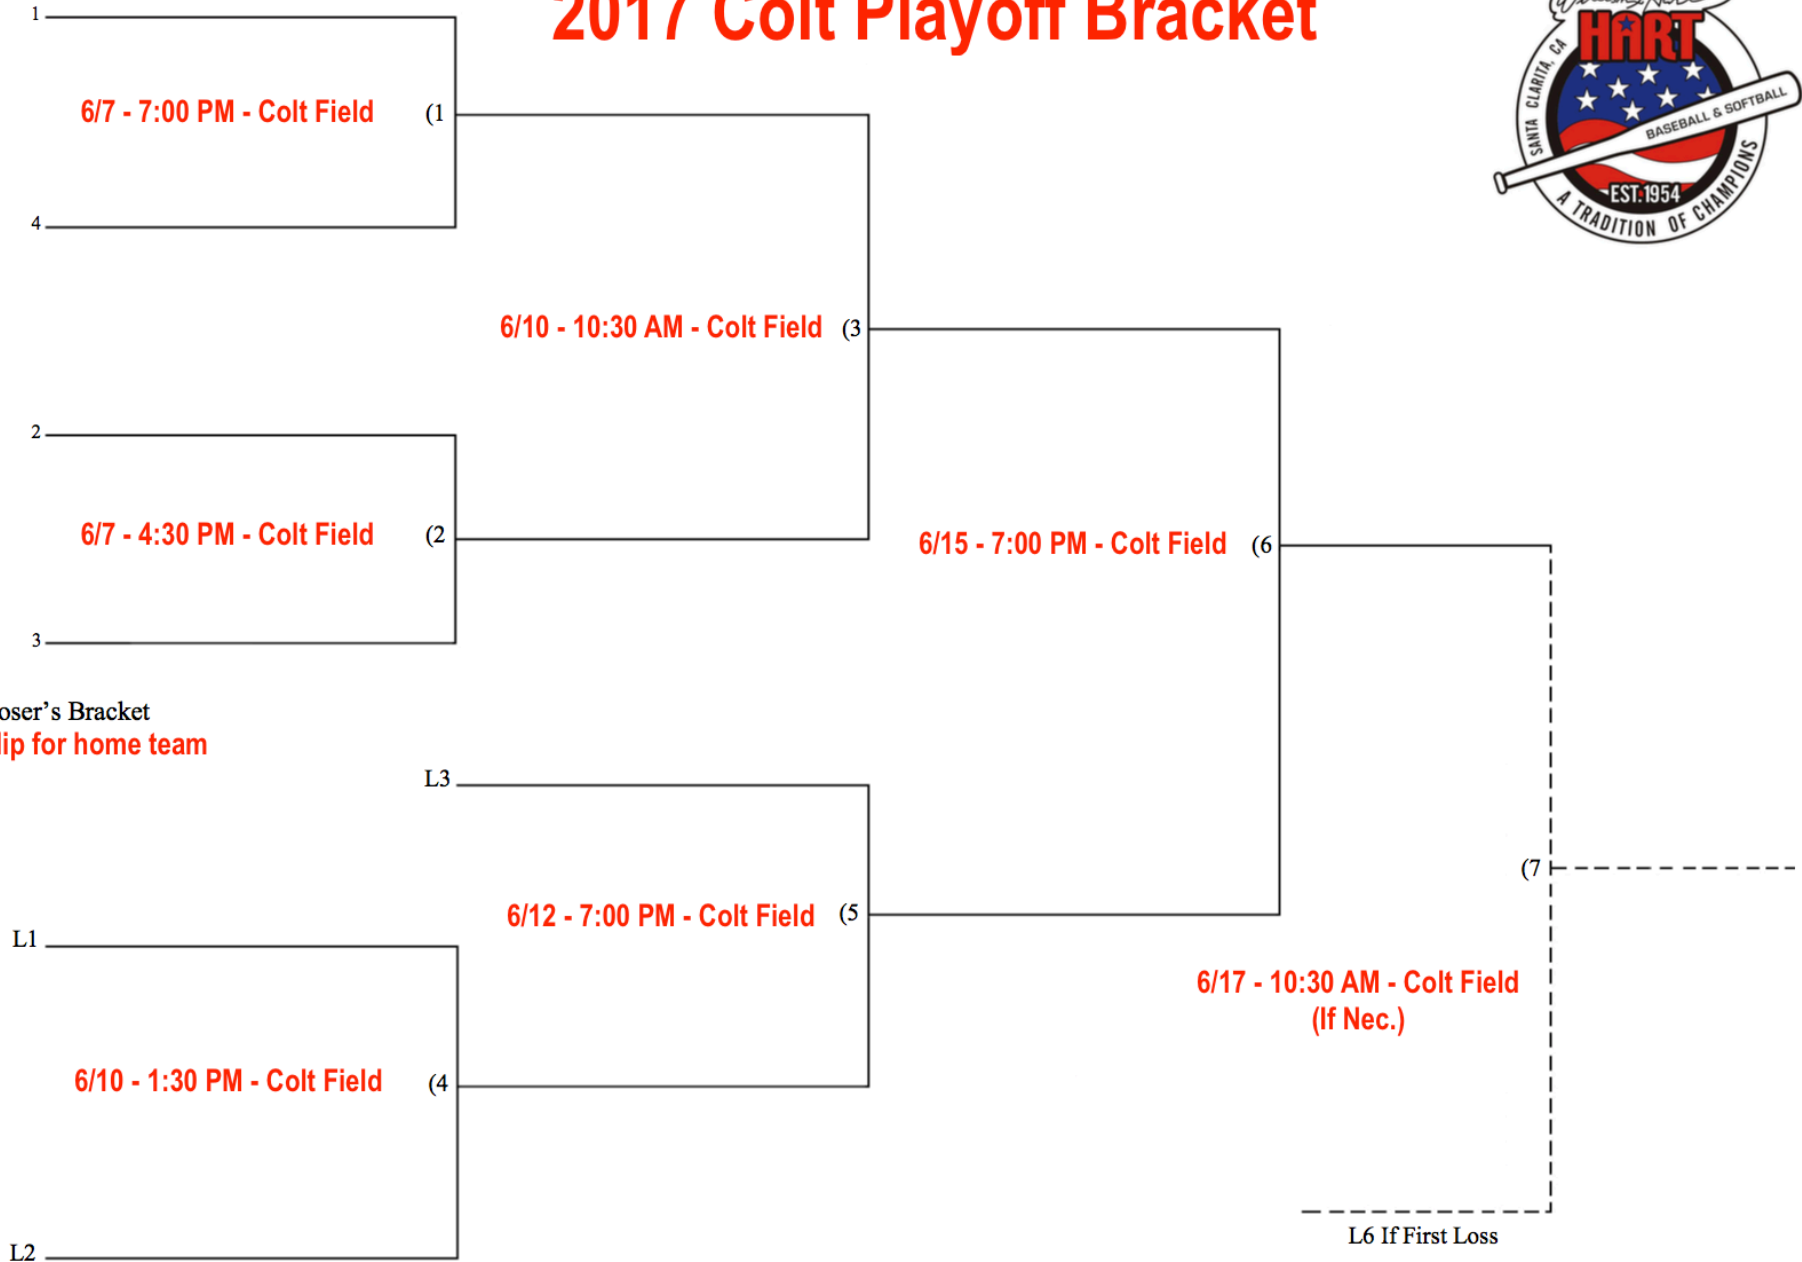 2017 Colt Playoff Bracket
HART
SANTA CLARITA, CA
BASEBALL & SOFTBALL
EST. 1954
A TRADITION OF CHAMPIONS
1
6/7 - 7:00 PM - Colt Field (1
4
6/10 - 10:30 AM - Colt Field (3
2
6/7 - 4:30 PM - Colt Field (2
6/15 - 7:00 PM - Colt Field (6
3
oser’s Bracket
lip for home team
L3
(7
6/12 - 7:00 PM - Colt Field (5
L1
6/17 - 10:30 AM - Colt Field
(If Nec.)
6/10 - 1:30 PM - Colt Field (4
L6 If First Loss
L2